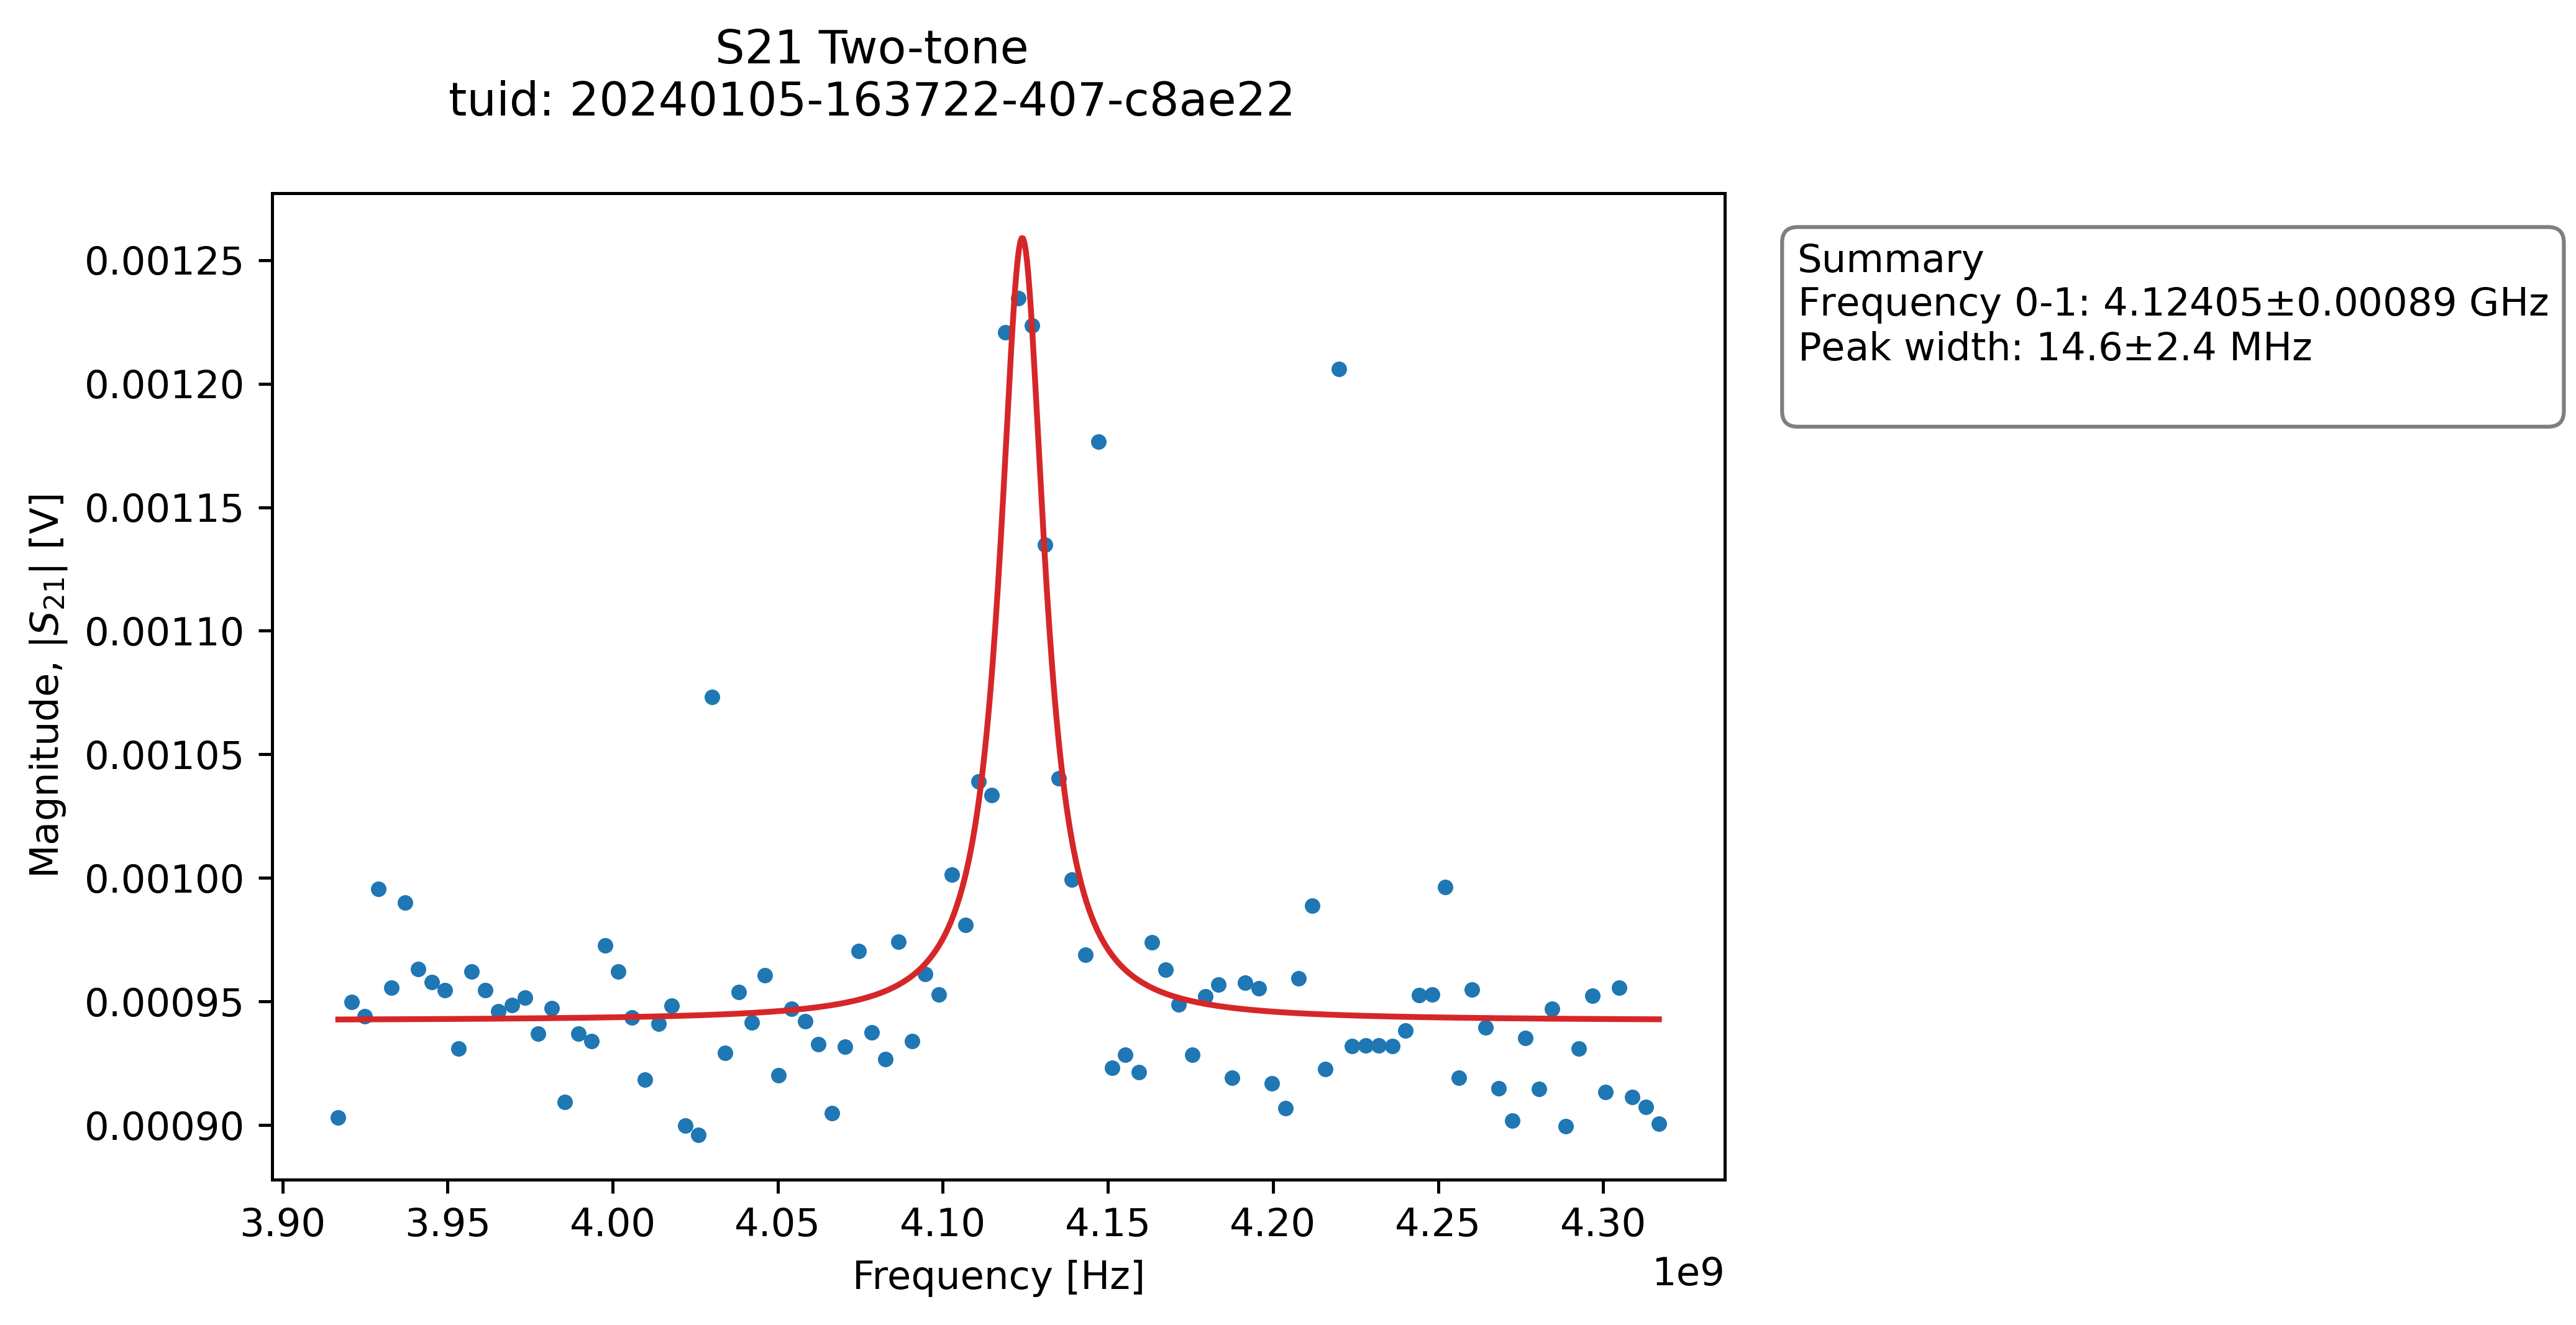 S21 Two-tone
tuid: 20240105-163722-407-c8ae22
Magnitude, |S21| [V]
0.00125
0.00120
0.00115
0.00110
0.00105
0.00100
0.00095
0.00090
3.90 3.95 4.00 4.05 4.10 4.15 4.20 4.25 4.30
Frequency [Hz]
1e9
Summary
Frequency 0-1: 4.12405±0.00089 GHz
Peak width: 14.6±2.4 MHz